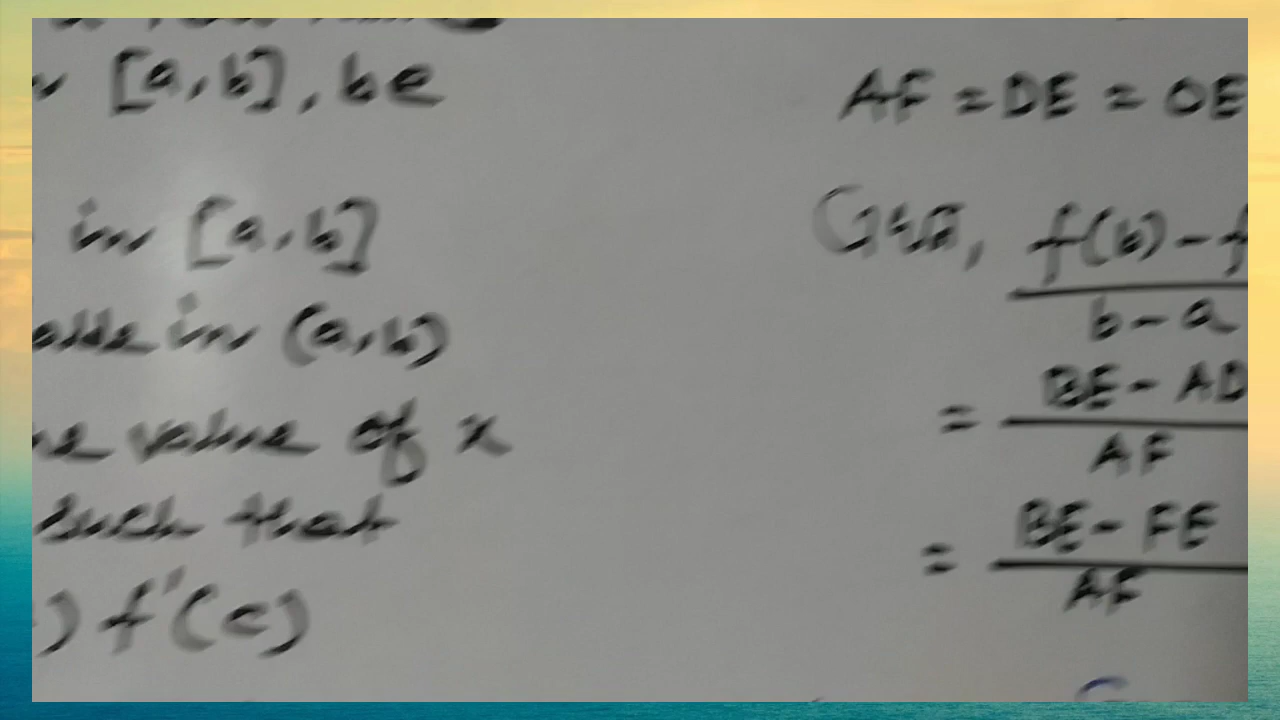 [a,b], be
in [a,b]
in (a,b)
value of x
such that
) f'(c)
AF = DE = OE
f(b) - f
b - a
= BE - AD
AF
= BE - FE
AF